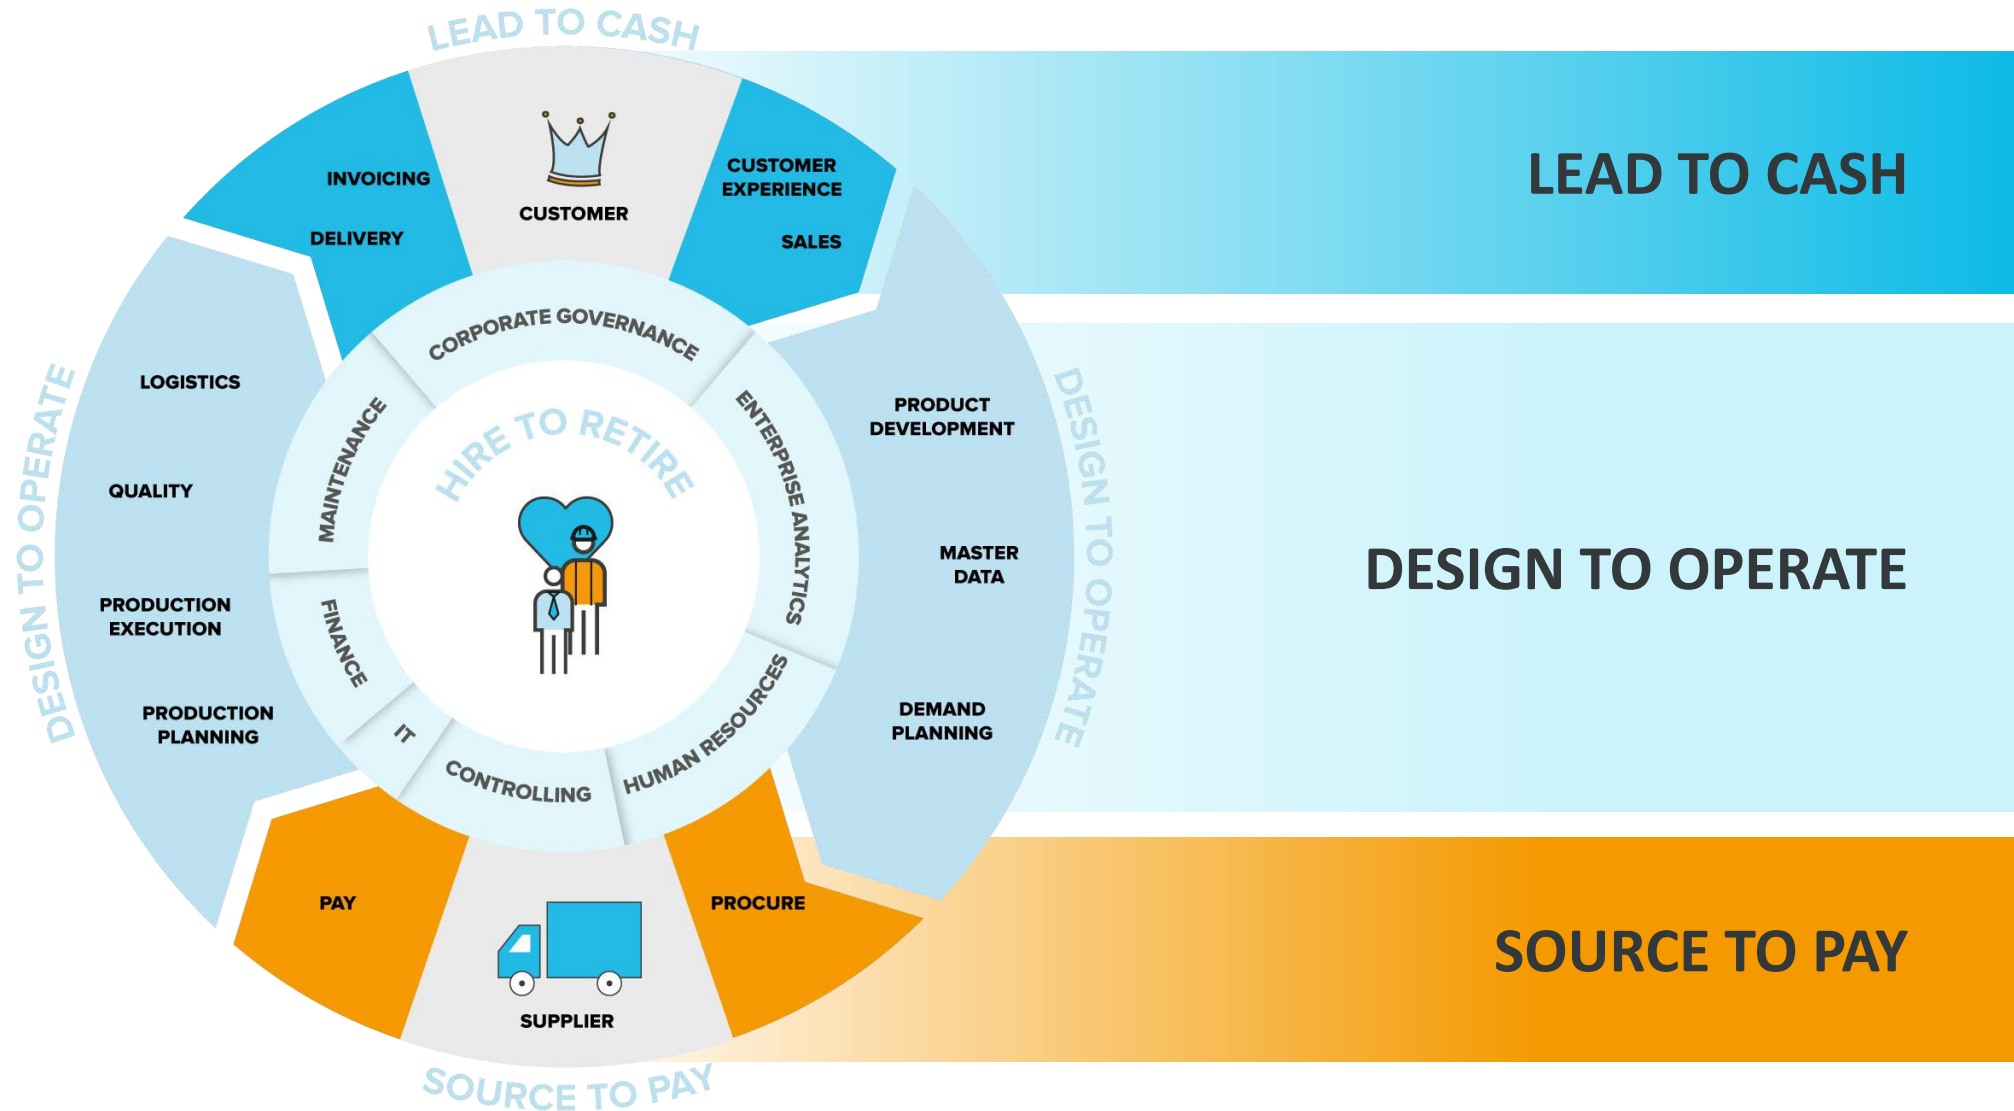 LEAD TO CASH
INVOICING
DELIVERY
CUSTOMER
CUSTOMER
EXPERIENCE
SALES
LOGISTICS
QUALITY
PRODUCTION
EXECUTION
PRODUCTION
PLANNING
DESIGN TO OPERATE
CORPORATE GOVERNANCE
MAINTENANCE
ENTERPRISE ANALYTICS
FINANCE
IT
CONTROLLING
HUMAN RESOURCES
HIRE TO RETIRE
PRODUCT
DEVELOPMENT
MASTER
DATA
DEMAND
PLANNING
DESIGN TO OPERATE
PAY
SUPPLIER
PROCURE
SOURCE TO PAY
LEAD TO CASH
DESIGN TO OPERATE
SOURCE TO PAY